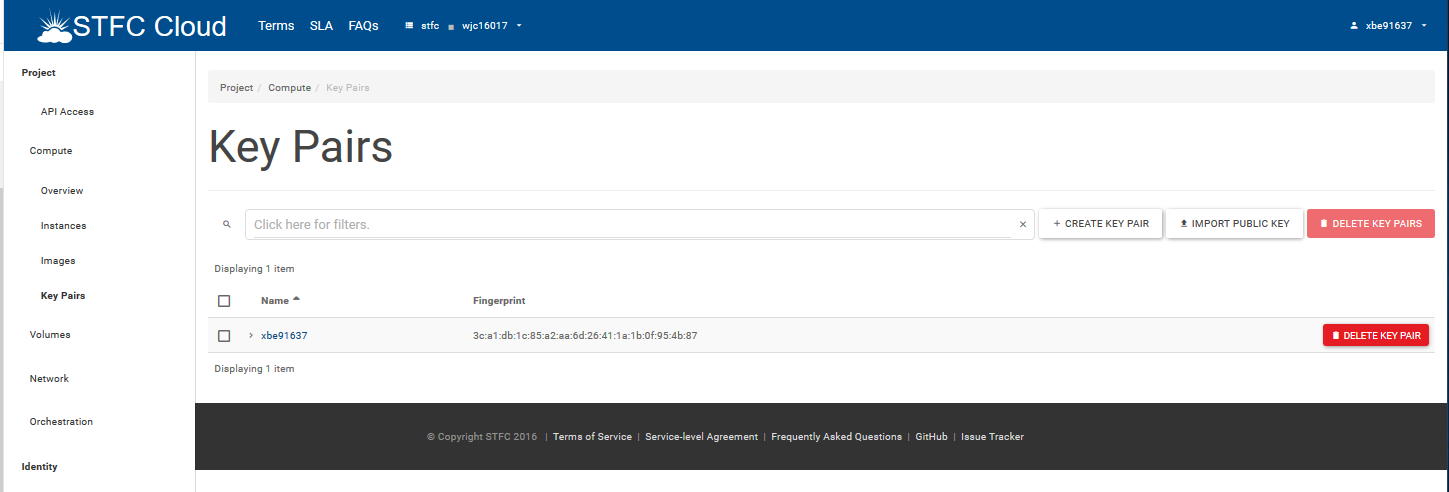 STFC Cloud Terms SLA FAQs stfc wjc16017 xbe91637
Project
API Access
Compute
Overview
Instances
Images
Key Pairs
Volumes
Network
Orchestration
Identity
Project / Compute / Key Pairs
Key Pairs
Click here for filters. × + CREATE KEY PAIR IMPORT PUBLIC KEY DELETE KEY PAIRS
Displaying 1 item
Name Fingerprint
xbe91637 3c:a1:db:1c:85:a2:aa:6d:26:41:1a:1b:0f:95:4b:87 DELETE KEY PAIR
Displaying 1 item
© Copyright STFC 2016 | Terms of Service | Service-level Agreement | Frequently Asked Questions | GitHub | Issue Tracker